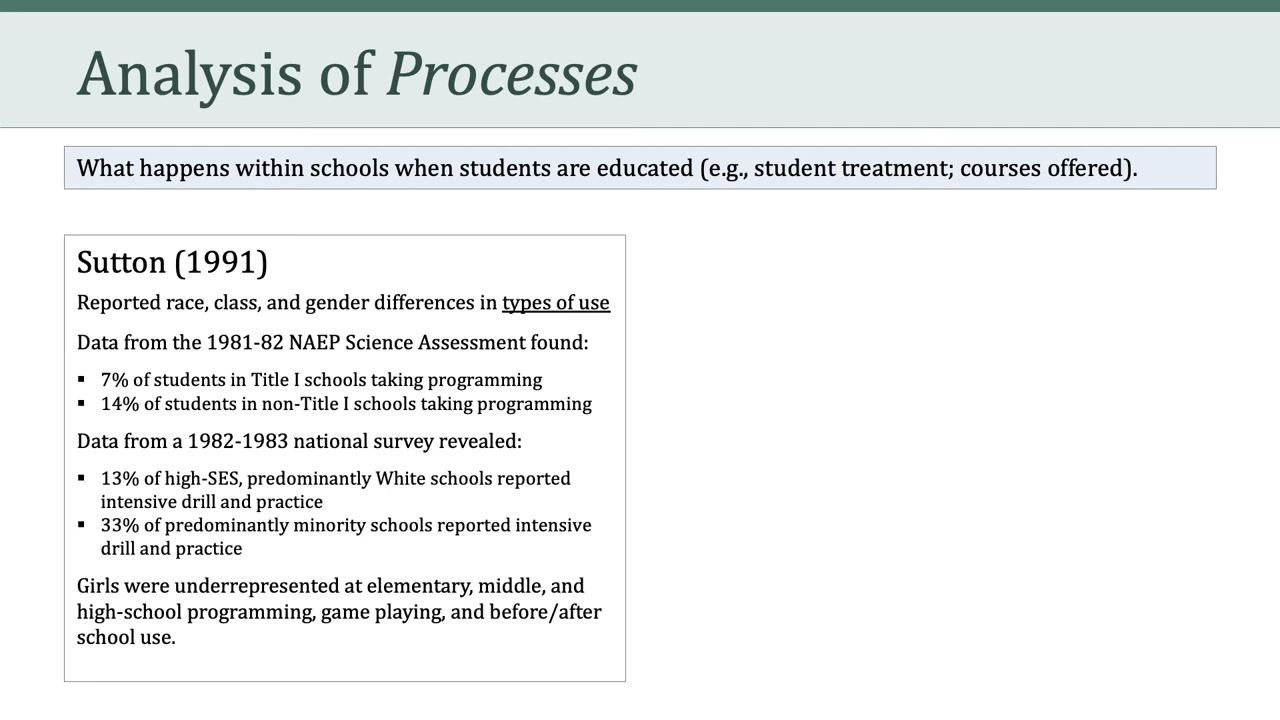 Analysis of Processes
What happens within schools when students are educated (e.g., student treatment; courses offered).
Sutton (1991)
Reported race, class, and gender differences in types of use
Data from the 1981-82 NAEP Science Assessment found:
▪ 7% of students in Title I schools taking programming
▪ 14% of students in non-Title I schools taking programming
Data from a 1982-1983 national survey revealed:
▪ 13% of high-SES, predominantly White schools reported
intensive drill and practice
▪ 33% of predominantly minority schools reported intensive
drill and practice
Girls were underrepresented at elementary, middle, and
high-school programming, game playing, and before/after
school use.